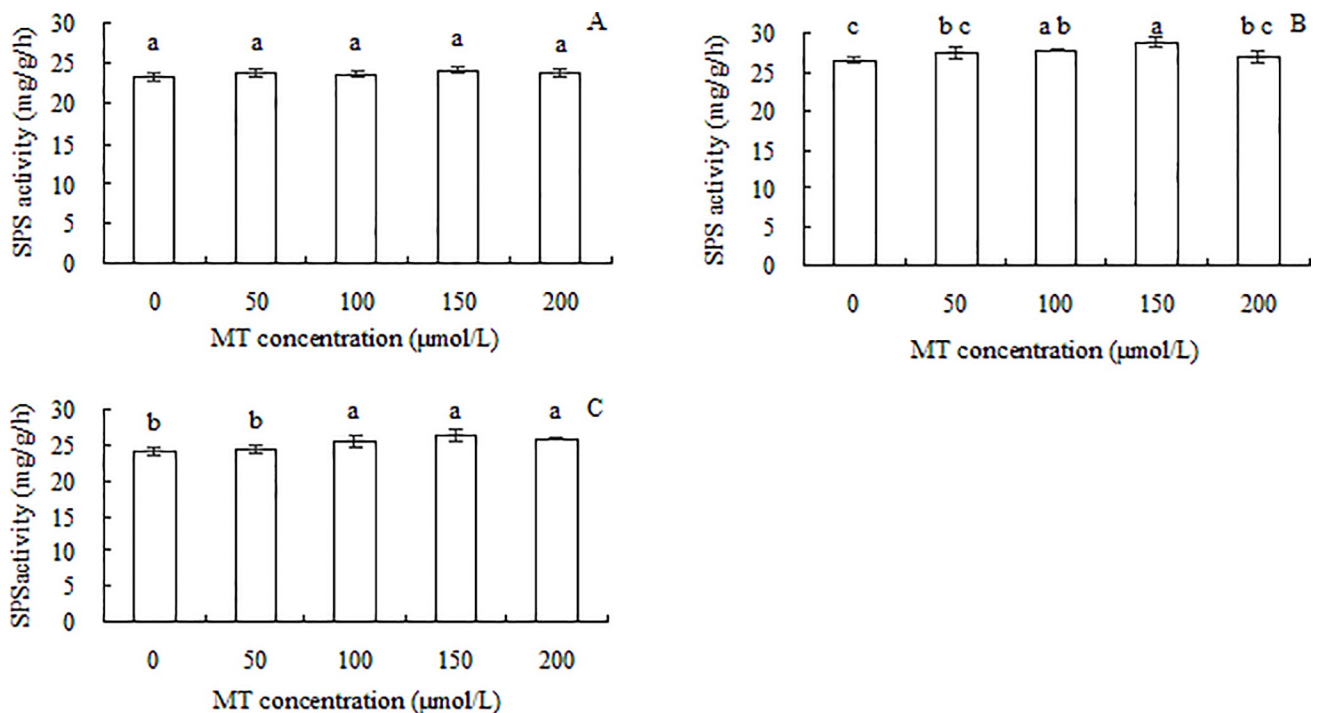 SPS activity (mg/g/h)
30
25
20
15
10
5
0
a a a a a A
0 50 100 150 200
MT concentration (μmol/L)
SPS activity (mg/g/h)
30
25
20
15
10
5
0
c b c a b a b c B
0 50 100 150 200
MT concentration (μmol/L)
SPSactivity (mg/g/h)
30
25
20
15
10
5
0
b b a a a C
0 50 100 150 200
MT concentration (μmol/L)